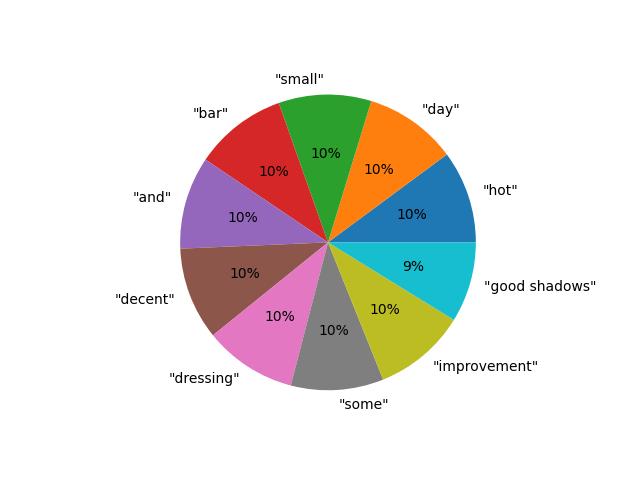 "small"
"day"
"bar"
10%
10%
10%
"hot"
"and"
10%
10%
"good shadows"
9%
10%
"decent"
10%
10%
10%
"improvement"
"dressing"
"some"